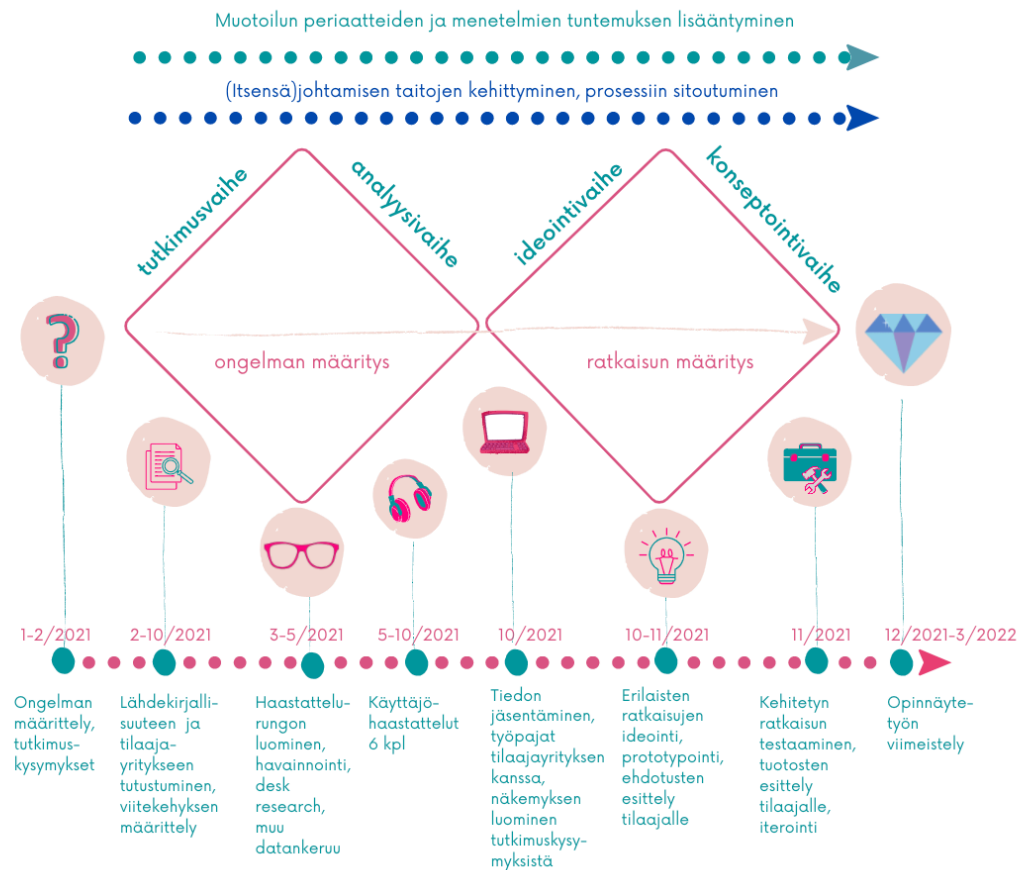 Muotoilun periaatteiden ja menetelmien tuntemuksen lisääntyminen
(Itsensä)johtamisen taitojen kehittyminen, prosessiin sitoutuminen
tutkimusvaihe
analyysivaihe
ideointivaihe
konseptointivaihe
ongelman määritys
ratkaisun määritys
1-2/2021
2-10/2021
3-5/2021
5-10/2021
10/2021
10-11/2021
11/2021
12/2021-3/2022
Ongelman
määrittely,
tutkimus-
kysymykset
Lähdekirjalli-
suuteen ja
tilaaja-
yritykseen
tutustuminen,
viitekehyksen
määrittely
Haastattelu-
rungon
luominen,
havainnointi,
desk
research,
muu
datankeruu
Käyttäjö-
haastattelut
6 kpl
Tiedon
jäsentäminen,
työpajat
tilaajayrityksen
kanssa,
näkemyksen
luominen
tutkimuskysy-
myksistä
Erilaisten
ratkaisujen
ideointi,
prototypointi,
ehdotusten
esittely
tilaajalle
Kehitetyn
ratkaisun
testaaminen,
tuotosten
esittely
tilaajalle,
iterointi
Opinnäyte-
työn
viimeistely